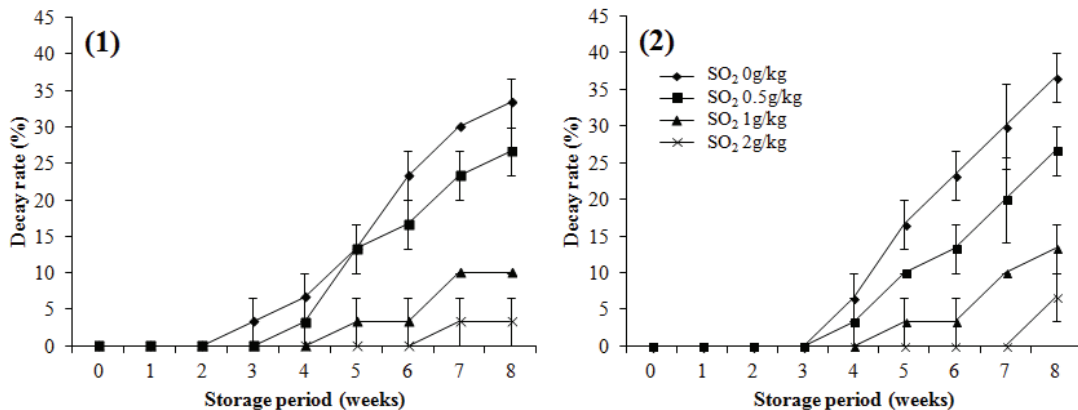 (1)
Decay rate (%)
45
40
35
30
25
20
15
10
5
0
0 1 2 3 4 5 6 7 8
Storage period (weeks)
(2)
SO₂ 0g/kg
SO₂ 0.5g/kg
SO₂ 1g/kg
SO₂ 2g/kg
Decay rate (%)
45
40
35
30
25
20
15
10
5
0
0 1 2 3 4 5 6 7 8
Storage period (weeks)